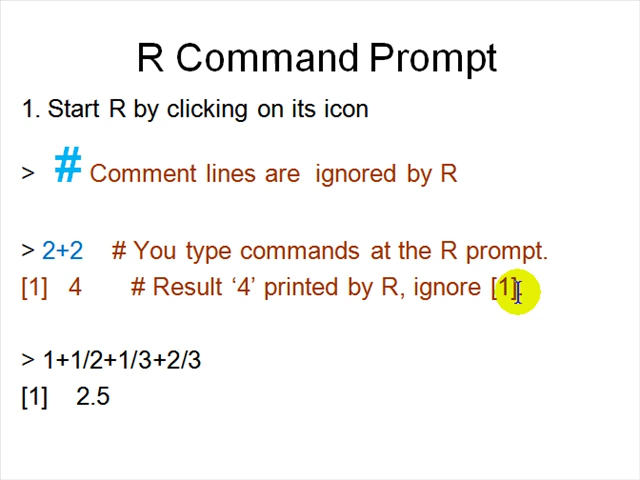 R Command Prompt
1. Start R by clicking on its icon
> # Comment lines are ignored by R
> 2+2 # You type commands at the R prompt.
[1] 4 # Result ‘4’ printed by R, ignore [1].
> 1+1/2+1/3+2/3
[1] 2.5